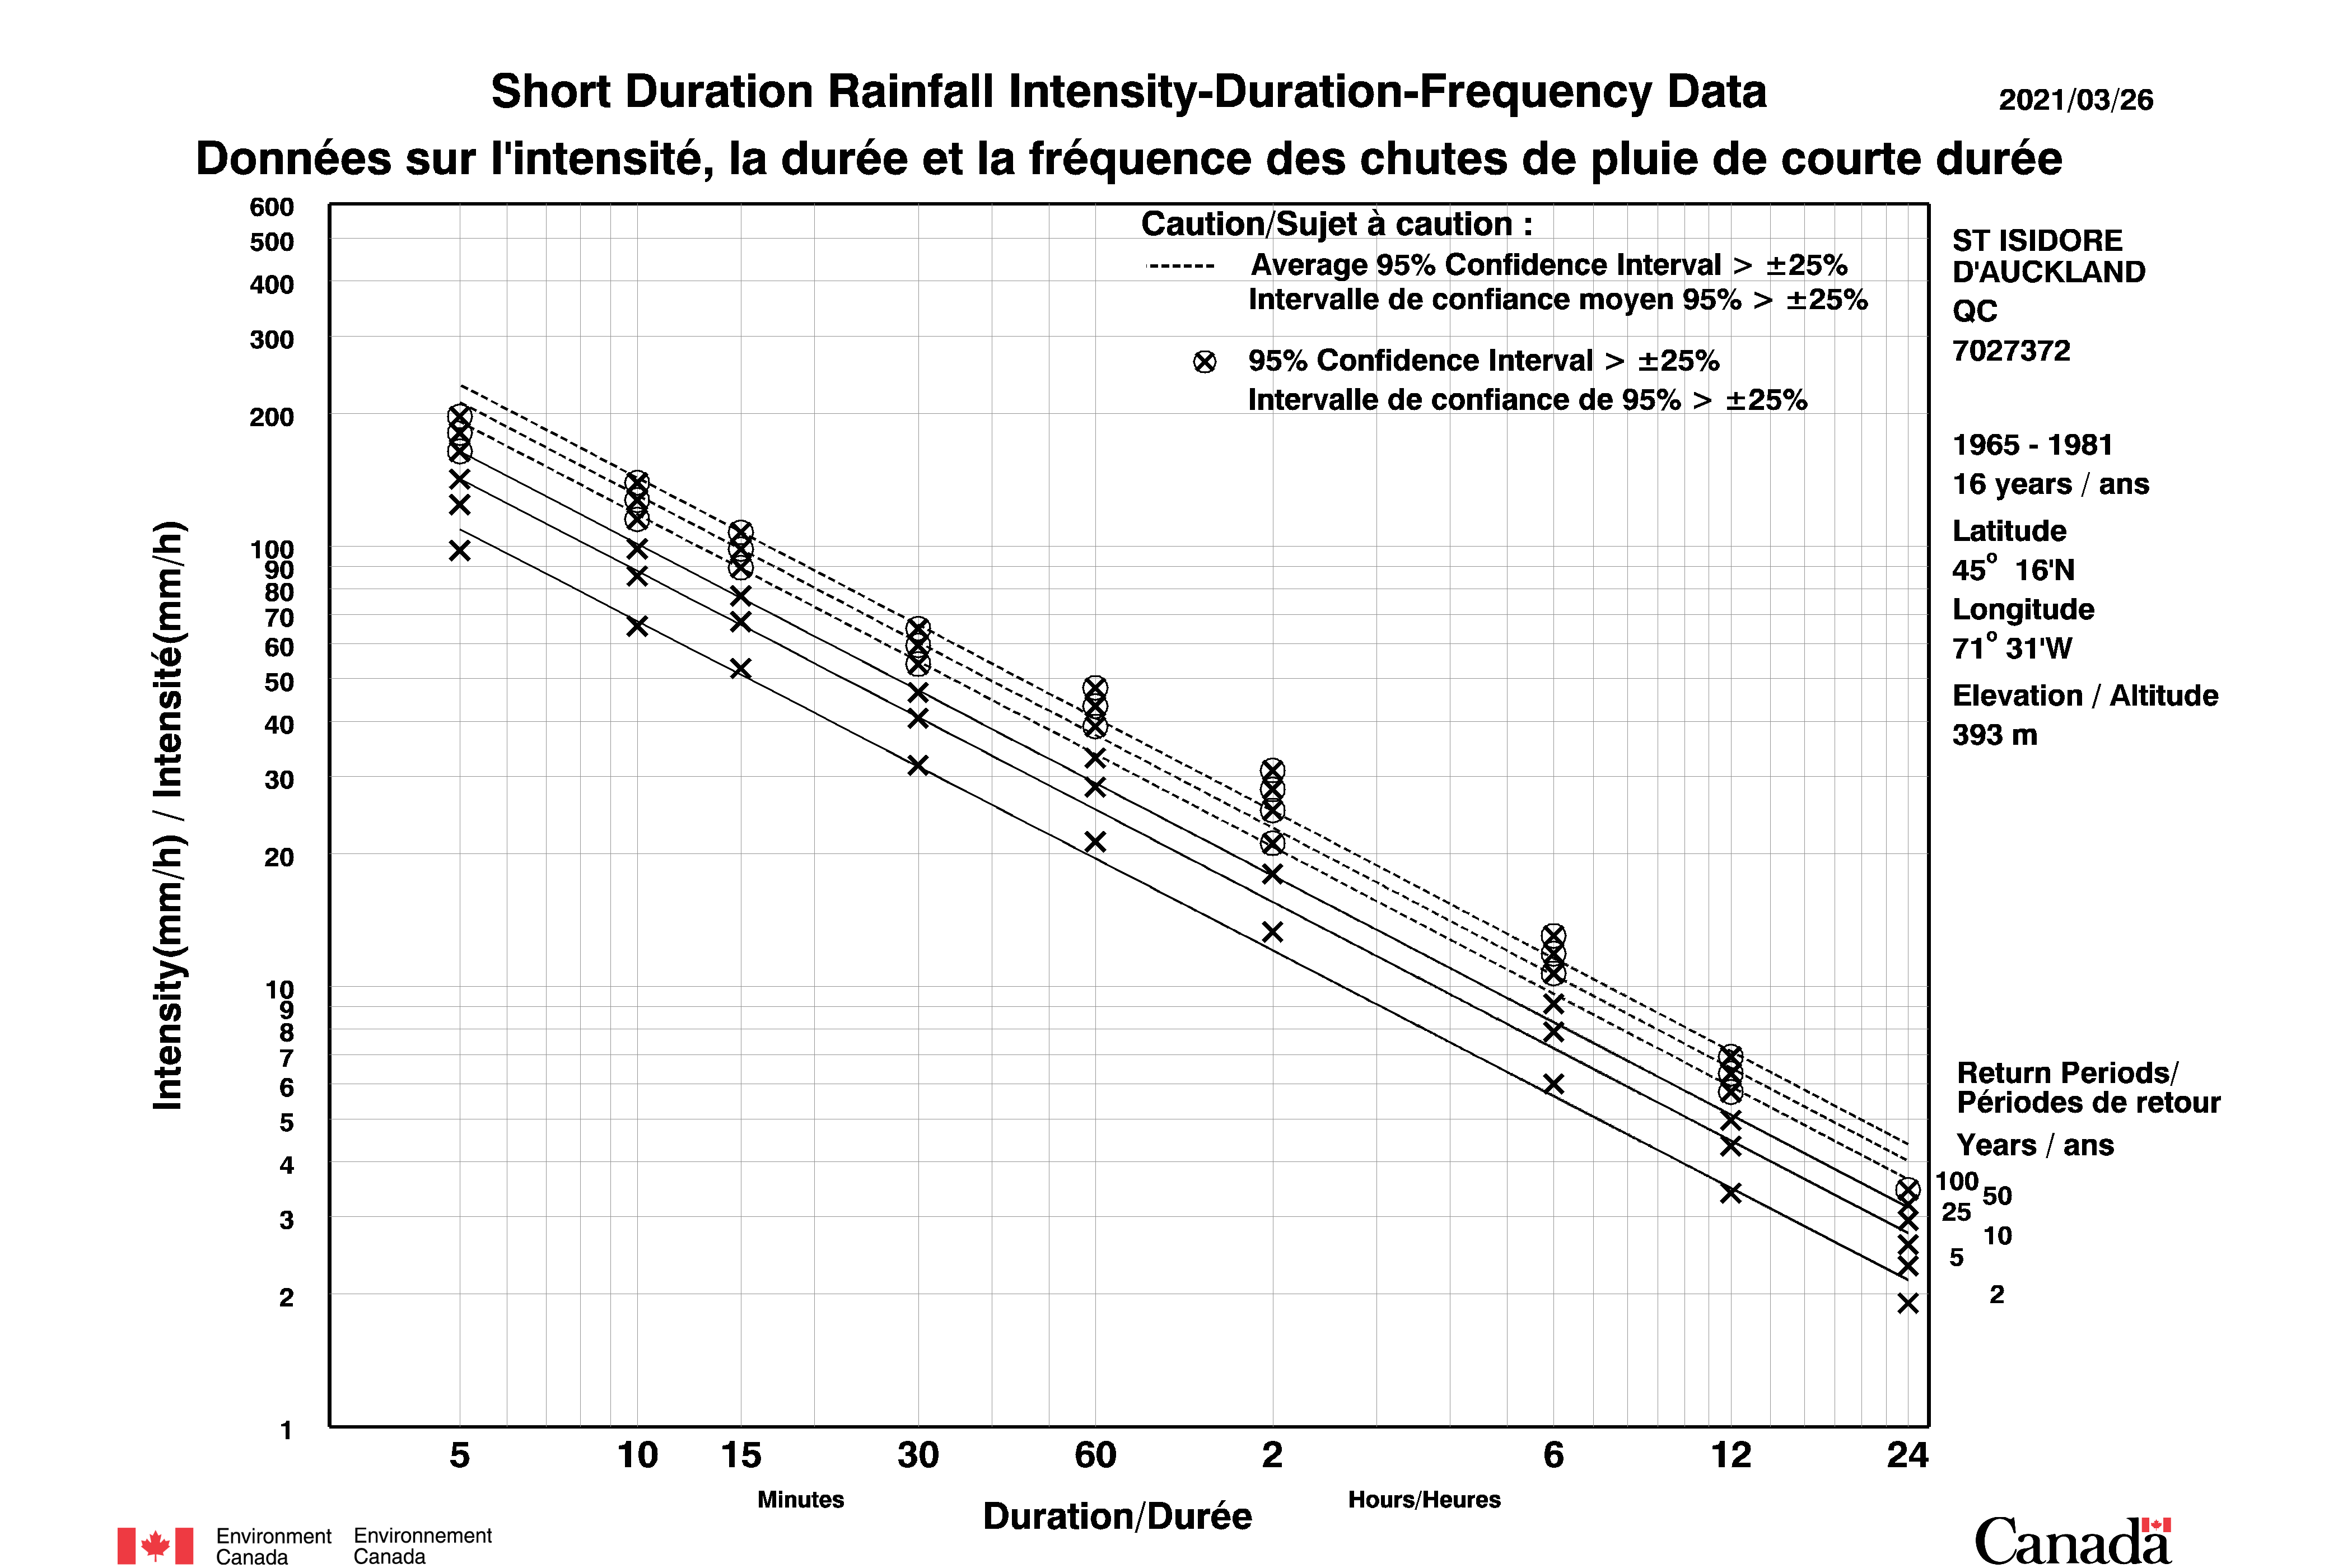 Short Duration Rainfall Intensity-Duration-Frequency Data
2021/03/26
Données sur l'intensité, la durée et la fréquence des chutes de pluie de courte durée
Caution/Sujet à caution :
Average 95% Confidence Interval > ±25%
Intervalle de confiance moyen 95% > ±25%
95% Confidence Interval > ±25%
Intervalle de confiance de 95% > ±25%
ST ISIDORE
D'AUCKLAND
QC
7027372
1965 - 1981
16 years / ans
Latitude
45° 16'N
Longitude
71° 31'W
Elevation / Altitude
393 m
Return Periods/
Périodes de retour
Years / ans
100
50
25
10
5
2
Intensity(mm/h) / Intensité(mm/h)
600
500
400
300
200
100
90
80
70
60
50
40
30
20
10
9
8
7
6
5
4
3
2
1
5 10 15 30 60 2 6 12 24
Minutes
Hours/Heures
Duration/Durée
Environment
Canada
Environnement
Canada
Canada